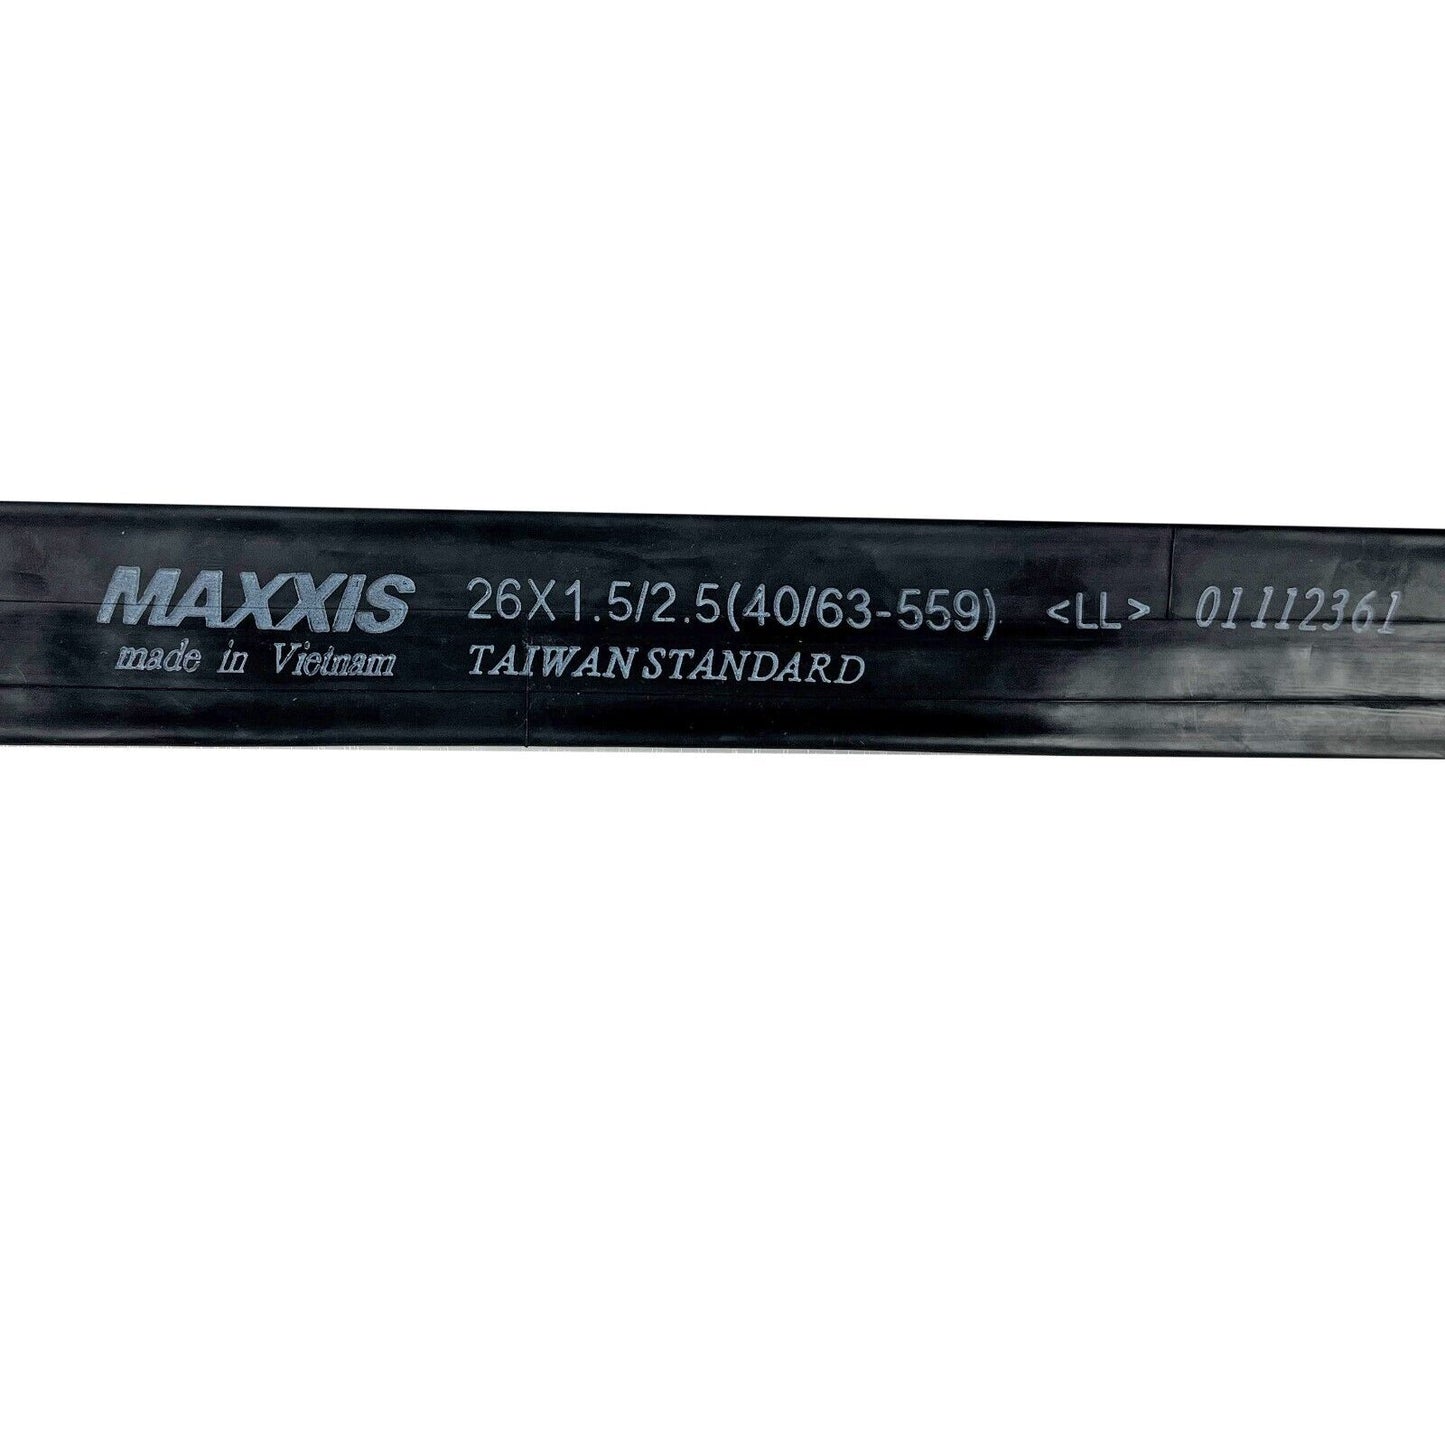 MAXXIS 26X1.5/2.5(40/63-559) <LL> 01112361
made in Vietnam TAIWAN STANDARD